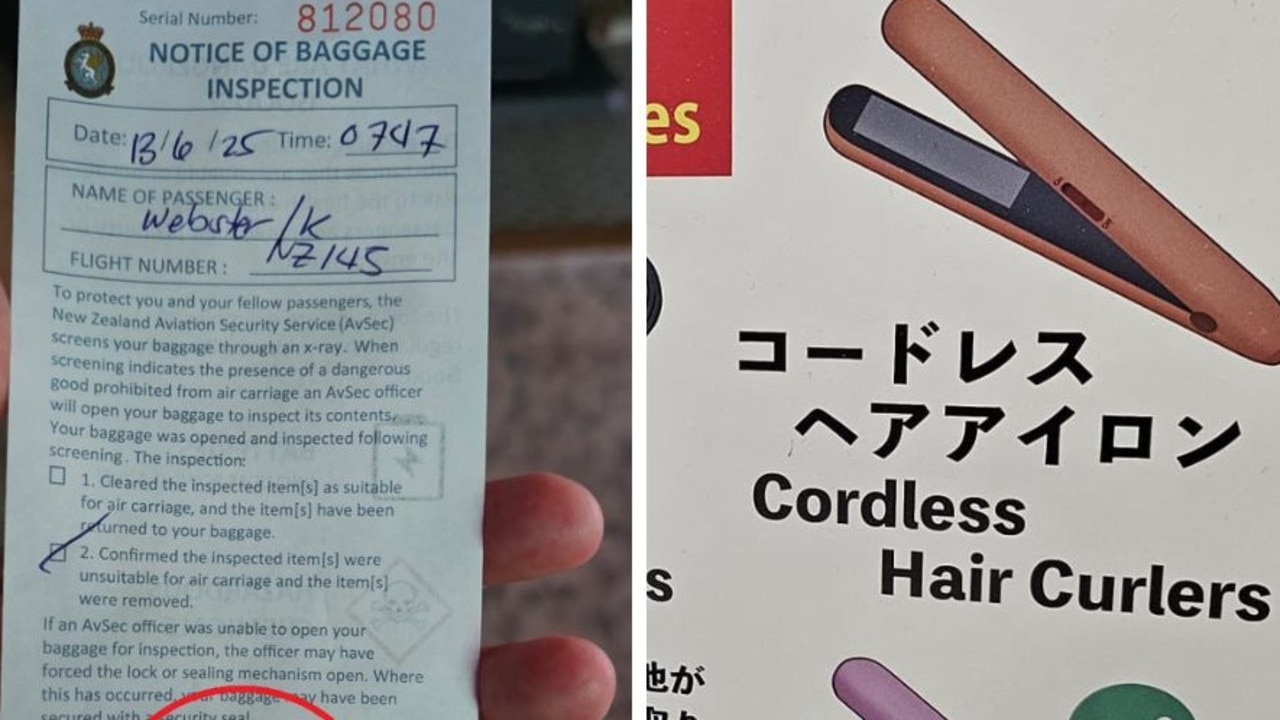 Serial Number: 812080
NOTICE OF BAGGAGE
INSPECTION
Date: 13/6/25 Time: 0747
NAME OF PASSENGER:
Webster/K
FLIGHT NUMBER: NZ145
To protect you and your fellow passengers, the
New Zealand Aviation Security Service (AvSec)
screens your baggage through an x-ray. When
screening indicates the presence of a dangerous
good prohibited from air carriage an AvSec officer
will open your baggage to inspect its contents.
Your baggage was opened and inspected following
screening. The inspection:
1. Cleared the inspected item[s] as suitable
for air carriage, and the item[s] have been
returned to your baggage.
2. Confirmed the inspected item[s] were
unsuitable for air carriage and the item[s]
were removed.
If an AvSec officer was unable to open your
baggage for inspection, the officer may have
forced the lock or sealing mechanism open. Where
this has occurred, your baggage may have been
secured with a security seal.
es
コードレス
ヘアアイロン
Cordless
Hair Curlers
s